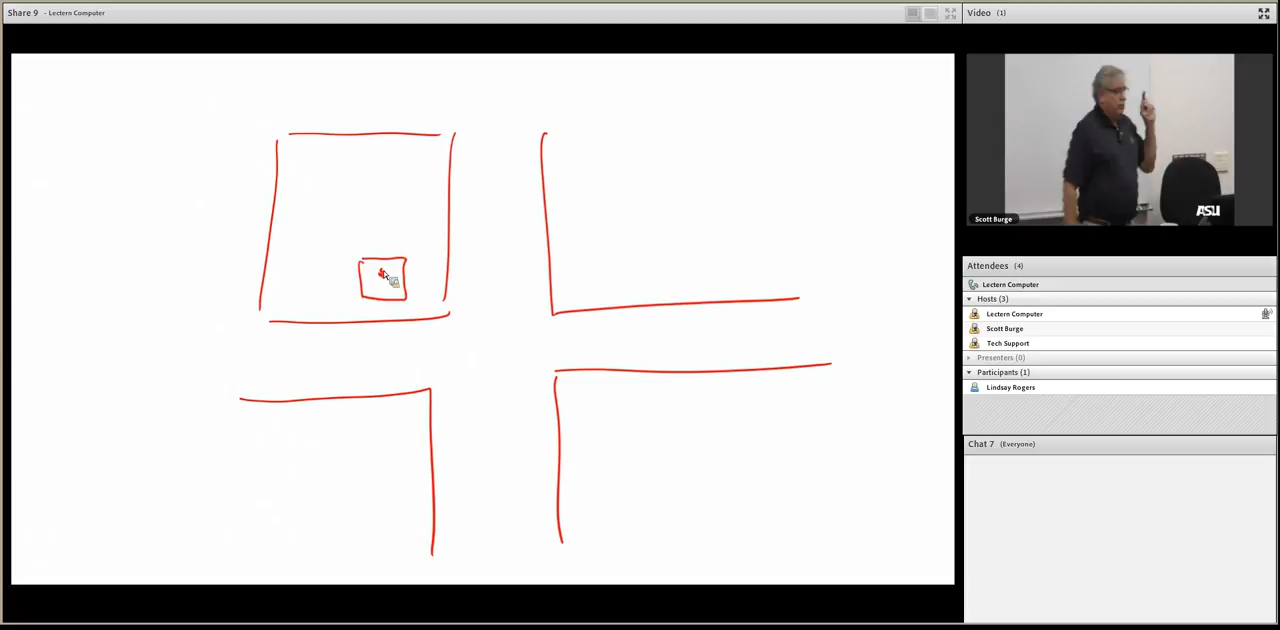 Share 9 - Lectern Computer
Video (1)
Scott Burge
ASU
Attendees (4)
Lectern Computer
Hosts (3)
Lectern Computer
Scott Burge
Tech Support
Presenters (0)
Participants (1)
Lindsay Rogers
Chat 7 (Everyone)